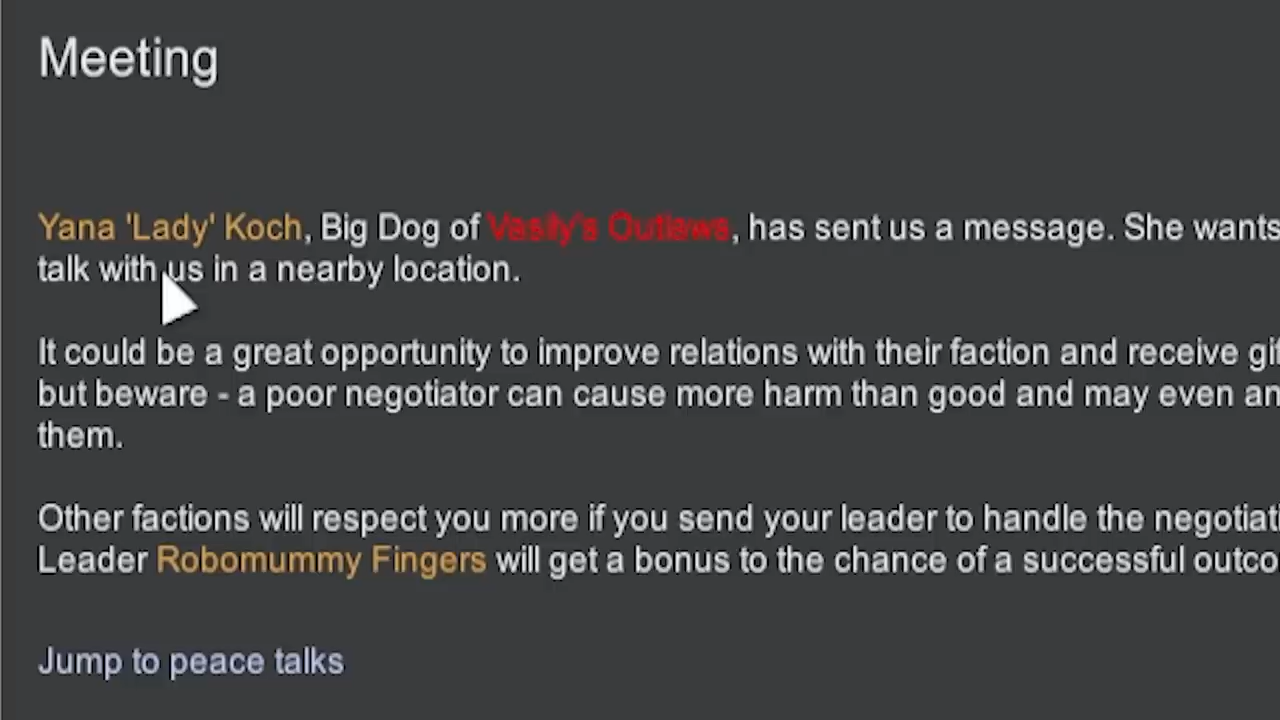 Meeting
Yana 'Lady' Koch, Big Dog of Vasily's Outlaws, has sent us a message. She wants
talk with us in a nearby location.
It could be a great opportunity to improve relations with their faction and receive
but beware - a poor negotiator can cause more harm than good and may even
them.
Other factions will respect you more if you send your leader to handle the
Leader Robomummy Fingers will get a bonus to the chance of a successful
Jump to peace talks